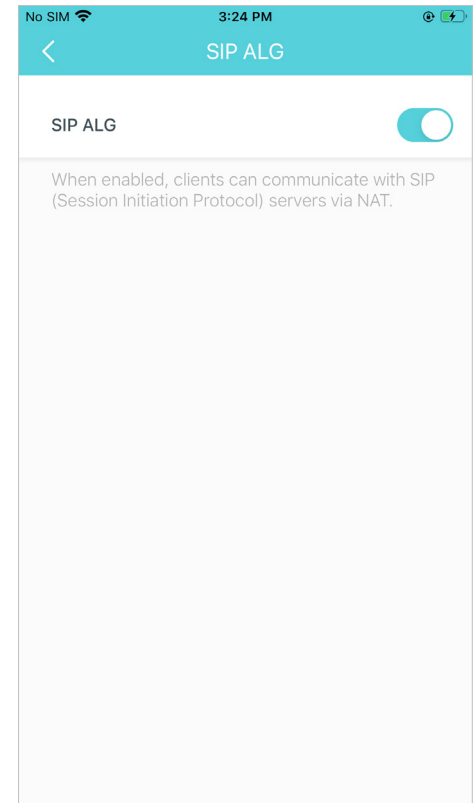 No SIM 3:24 PM
SIP ALG
SIP ALG
When enabled, clients can communicate with SIP
(Session Initiation Protocol) servers via NAT.